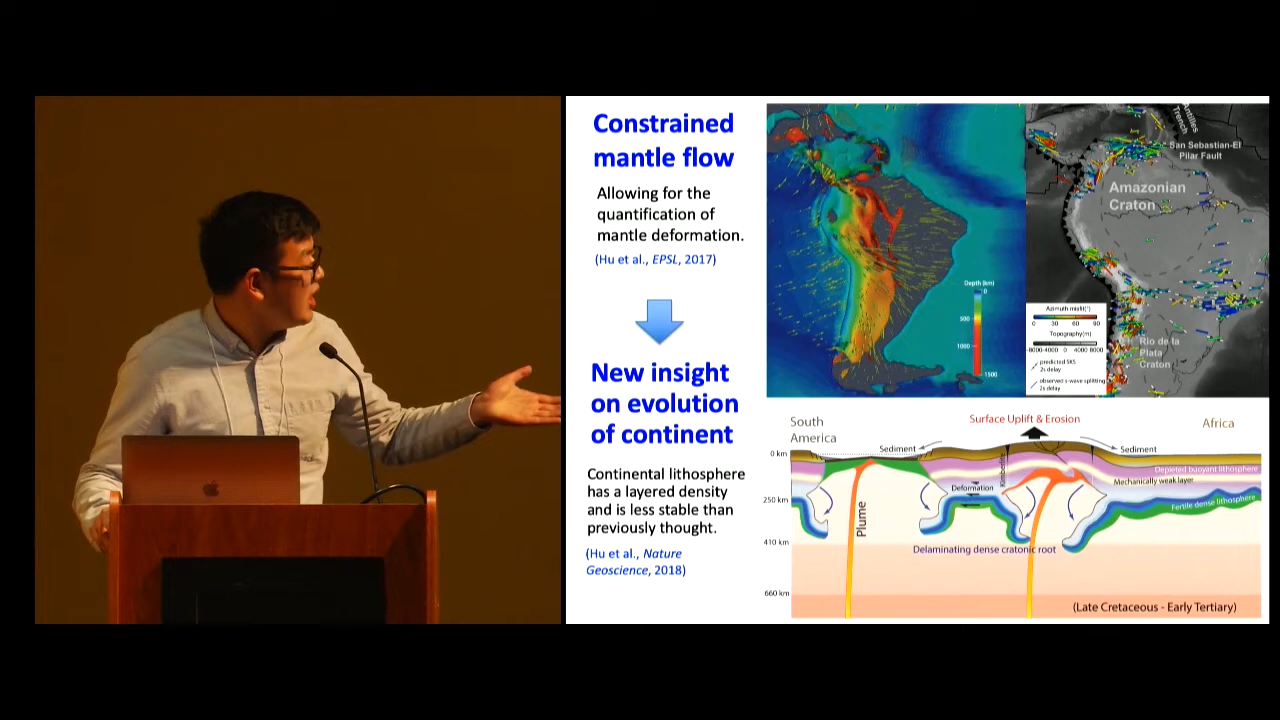 Constrained
mantle flow
Allowing for the
quantification of
mantle deformation.
(Hu et al., EPSL, 2017)
New insight
on evolution
of continent
Continental lithosphere
has a layered density
and is less stable than
previously thought.
(Hu et al., Nature
Geoscience, 2018)
Depth (km)
0
500
1000
1500
Antilles
Trench
San Sebastian-El
Pilar Fault
Amazonian
Craton
Rio de la
Plata
Craton
Azimuth misfit(°)
0 30 60 90
Topography(m)
-8000-4000 0 4000 8000
predicted SKS
2s delay
observed s-wave splitting
2s delay
South
America
Surface Uplift & Erosion
Africa
Sediment
Sediment
0 km
250 km
410 km
660 km
Kimberlite
Depleted buoyant lithosphere
Mechanically weak layer
Fertile dense lithosphere
Deformation
Plume
Delaminating dense cratonic root
(Late Cretaceous - Early Tertiary)